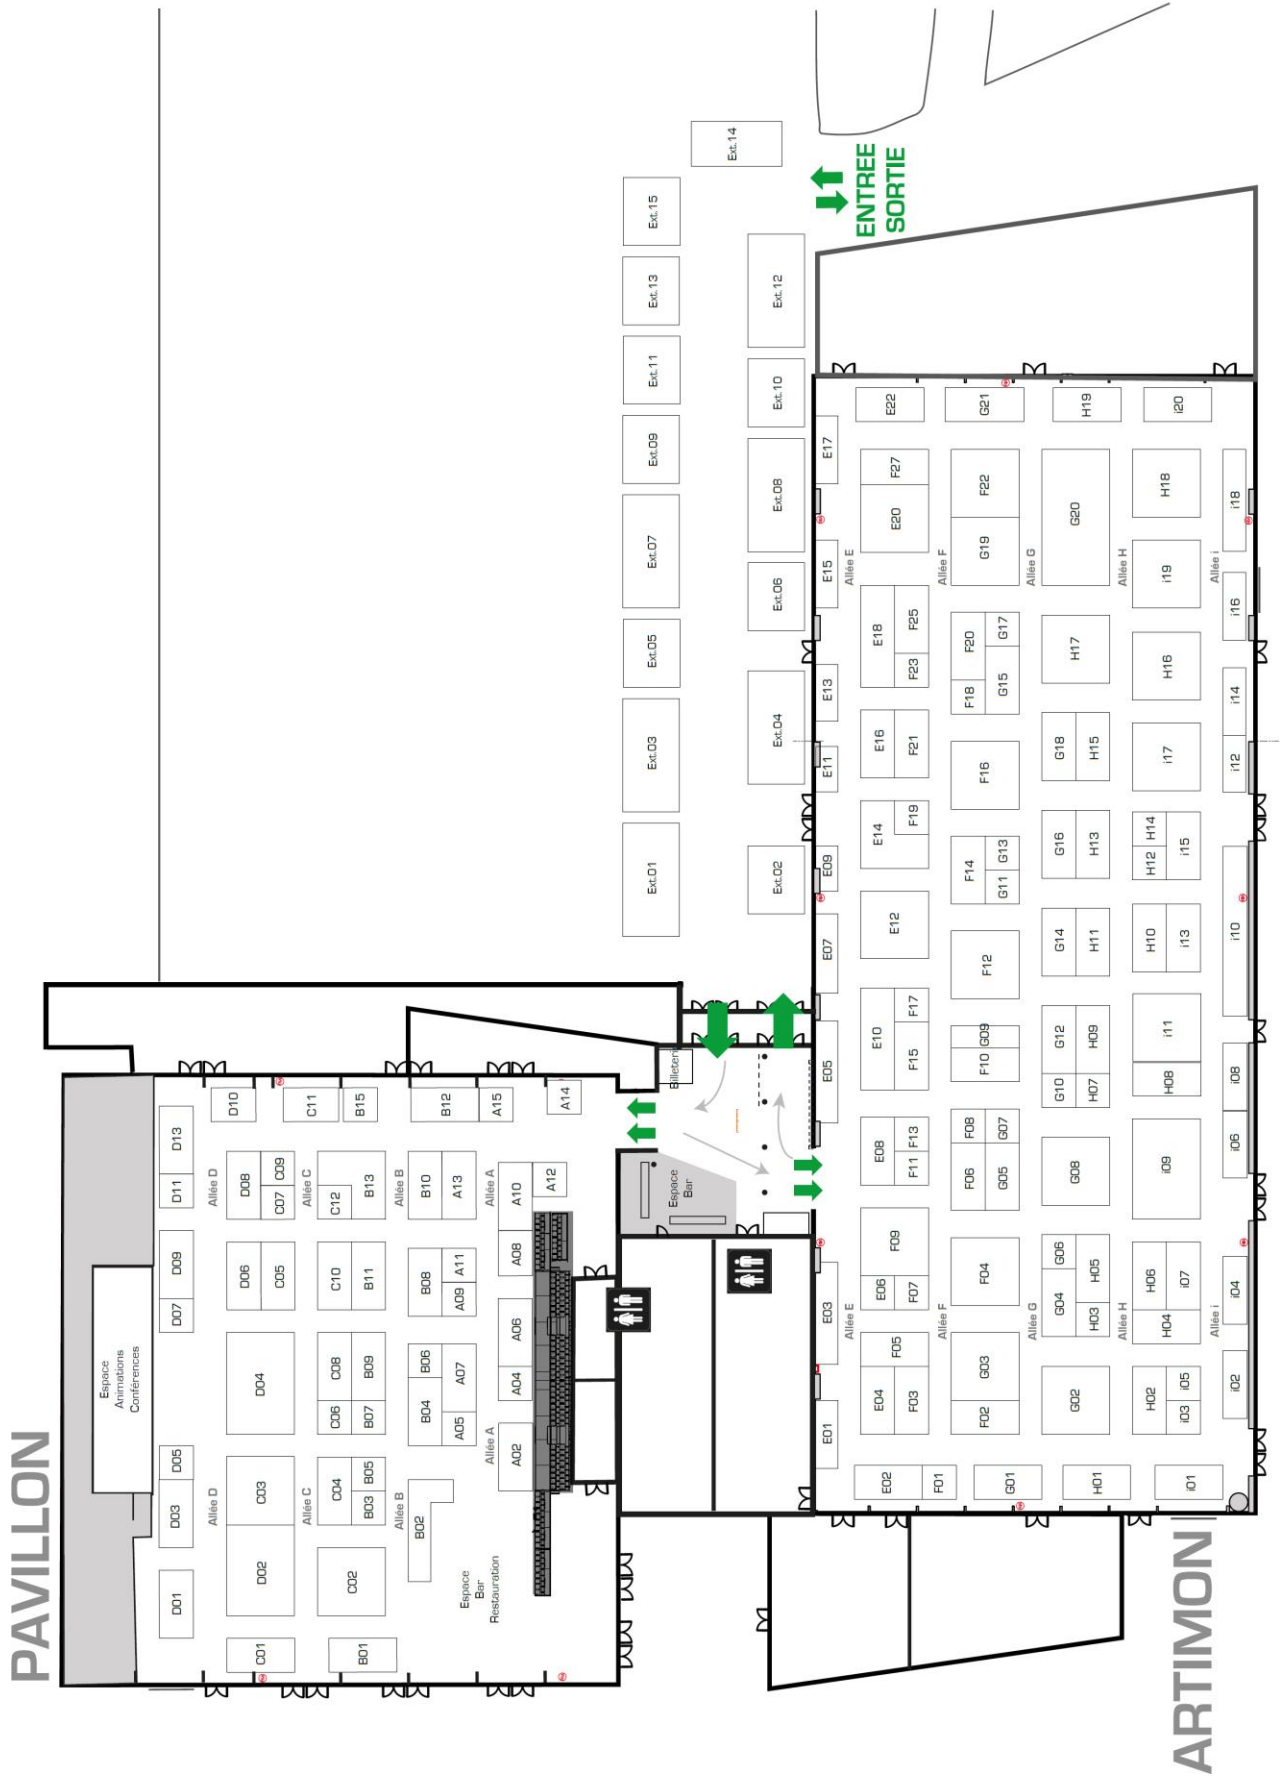 PAVILLON
Espace
Animations
Conférences
D01
D03
D05
D07
D09
D11
D13
Allée D
Allée D
C01
D02
C03
D04
D06
C05
D08
C07
C09
D10
Allée C
Allée C
B01
C02
C04
B03
B05
C06
C08
B07
B09
C10
B11
C12
B13
C11
B15
Allée B
Allée B
B02
B04
B06
A05
A07
B08
A09
A11
B10
A13
B12
A15
Allée A
Allée A
Espace
Bar
Restauration
A02
A04
A06
A08
A10
A12
A14
Espace
Bar
Billeterie
Ext.01
Ext.03
Ext.05
Ext.07
Ext.09
Ext.11
Ext.13
Ext.15
Ext.14
Ext.02
Ext.04
Ext.06
Ext.08
Ext.10
Ext.12
ENTREE
SORTIE
E01
E03
E05
E07
E09
E11
E13
E15
E17
Allée E
Allée E
E02
F01
E04
F03
F05
E06
F07
F09
E08
F11
F13
E10
F15
F17
E12
E14
F19
E16
F21
E18
F23
F25
E20
F27
E22
Allée F
Allée F
G01
F02
G03
F04
F06
F08
G05
G07
F10
G09
F12
F14
G11
G13
F16
F18
F20
G15
G17
G19
F22
G21
Allée G
Allée G
H01
G02
G04
G06
H03
H05
G08
G10
G12
H07
H09
G14
H11
G16
H13
G18
H15
H17
G20
H19
Allée H
Allée H
i01
H02
i03
i05
H04
H06
i07
i09
H08
i11
H10
i13
H12
H14
i15
i17
H16
i19
H18
i20
Allée i
Allée i
i02
i04
i06
i08
i10
i12
i14
i16
i18
ARTIMON